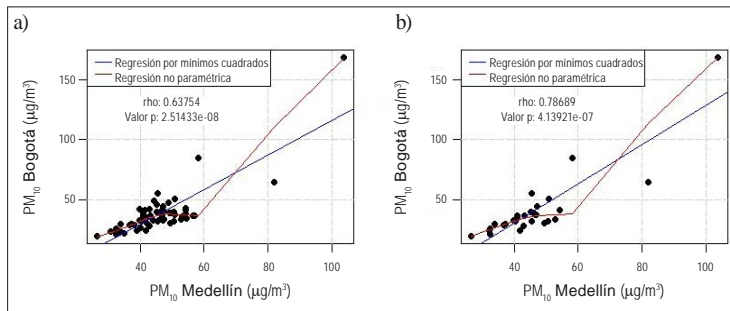 a)
Regresión por mínimos cuadrados
Regresión no paramétrica
rho: 0.63754
Valor p: 2.51433e-08
150
100
50
PM10 Bogotá (µg/m³)
40
60
80
100
PM10 Medellín (µg/m³)
b)
Regresión por mínimos cuadrados
Regresión no paramétrica
rho: 0.78689
Valor p: 4.13921e-07
150
100
50
PM10 Bogotá (µg/m³)
40
60
80
100
PM10 Medellín (µg/m³)